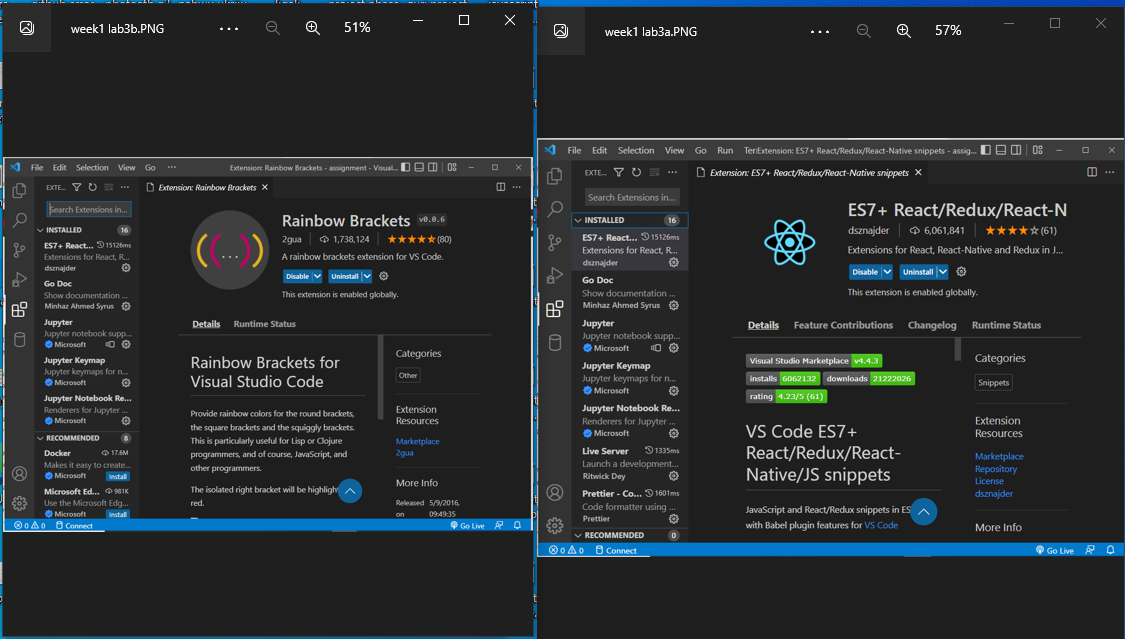 week1 lab3b.PNG
51%
File Edit Selection View Go
Extension: Rainbow Brackets - assignment - Visual...
EXTE...
Extension: Rainbow Brackets
Search Extensions in...
INSTALLED 16
ES7+ React... 15126ms
Extensions for React, R...
dsznajder
Go Doc
Show documentation ...
Minhaz Ahmed Syrus
Jupyter
Jupyter notebook supp...
Microsoft
Jupyter Keymap
Jupyter keymaps for n...
Microsoft
Jupyter Notebook Re...
Renderers for Jupyter ...
Microsoft
RECOMMENDED 8
Docker 17.6M
Makes it easy to create...
Microsoft Install
Microsoft Ed... 981K
Use the Microsoft Edg...
Microsoft Install
Rainbow Brackets v0.0.6
2gua 1,738,124 (80)
A rainbow brackets extension for VS Code.
Disable Uninstall
This extension is enabled globally.
Details Runtime Status
Rainbow Brackets for
Visual Studio Code
Provide rainbow colors for the round brackets,
the square brackets and the squiggly brackets.
This is particularly useful for Lisp or Clojure
programmers, and of course, JavaScript, and
other programmers.
The isolated right bracket will be highligh
red.
Categories
Other
Extension
Resources
Marketplace
2gua
More Info
Released 5/9/2016,
on 09:49:35
0 0 Connect
Go Live
week1 lab3a.PNG
57%
File Edit Selection View Go Run Ter
Extension: ES7+ React/Redux/React-Native snippets - assig...
EXTE...
Extension: ES7+ React/Redux/React-Native snippets
Search Extensions in...
INSTALLED 16
ES7+ React... 15126ms
Extensions for React, R...
dsznajder
Go Doc
Show documentation ...
Minhaz Ahmed Syrus
Jupyter
Jupyter notebook supp...
Microsoft
Jupyter Keymap
Jupyter keymaps for n...
Microsoft
Jupyter Notebook Re...
Renderers for Jupyter ...
Microsoft
Live Server 1335ms
Launch a development...
Ritwick Dey
Prettier - Co... 1601ms
Code formatter using ...
Prettier
RECOMMENDED 0
ES7+ React/Redux/React-N
dsznajder 6,061,841 (61)
Extensions for React, React-Native and Redux in J...
Disable Uninstall
This extension is enabled globally.
Details Feature Contributions Changelog Runtime Status
Visual Studio Marketplace v4.4.3
installs 6062132 downloads 21222026
rating 4.23/5 (61)
VS Code ES7+
React/Redux/React-
Native/JS snippets
JavaScript and React/Redux snippets in ES
with Babel plugin features for VS Code
Categories
Snippets
Extension
Resources
Marketplace
Repository
License
dsznajder
More Info
0 0 Connect
Go Live